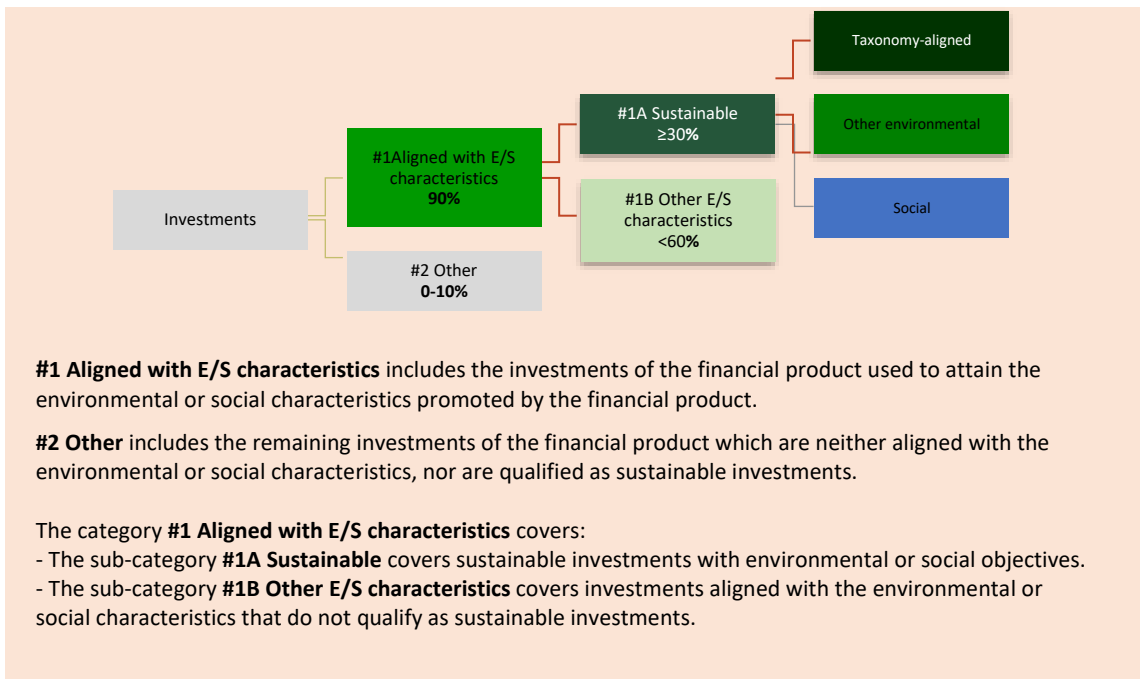 Taxonomy-aligned
#1A Sustainable
≥30%
Other environmental
#1Aligned with E/S
characteristics
90%
#1B Other E/S
characteristics
<60%
Social
Investments
#2 Other
0-10%
#1 Aligned with E/S characteristics includes the investments of the financial product used to attain the
environmental or social characteristics promoted by the financial product.
#2 Other includes the remaining investments of the financial product which are neither aligned with the
environmental or social characteristics, nor are qualified as sustainable investments.
The category #1 Aligned with E/S characteristics covers:
- The sub-category #1A Sustainable covers sustainable investments with environmental or social objectives.
- The sub-category #1B Other E/S characteristics covers investments aligned with the environmental or
social characteristics that do not qualify as sustainable investments.